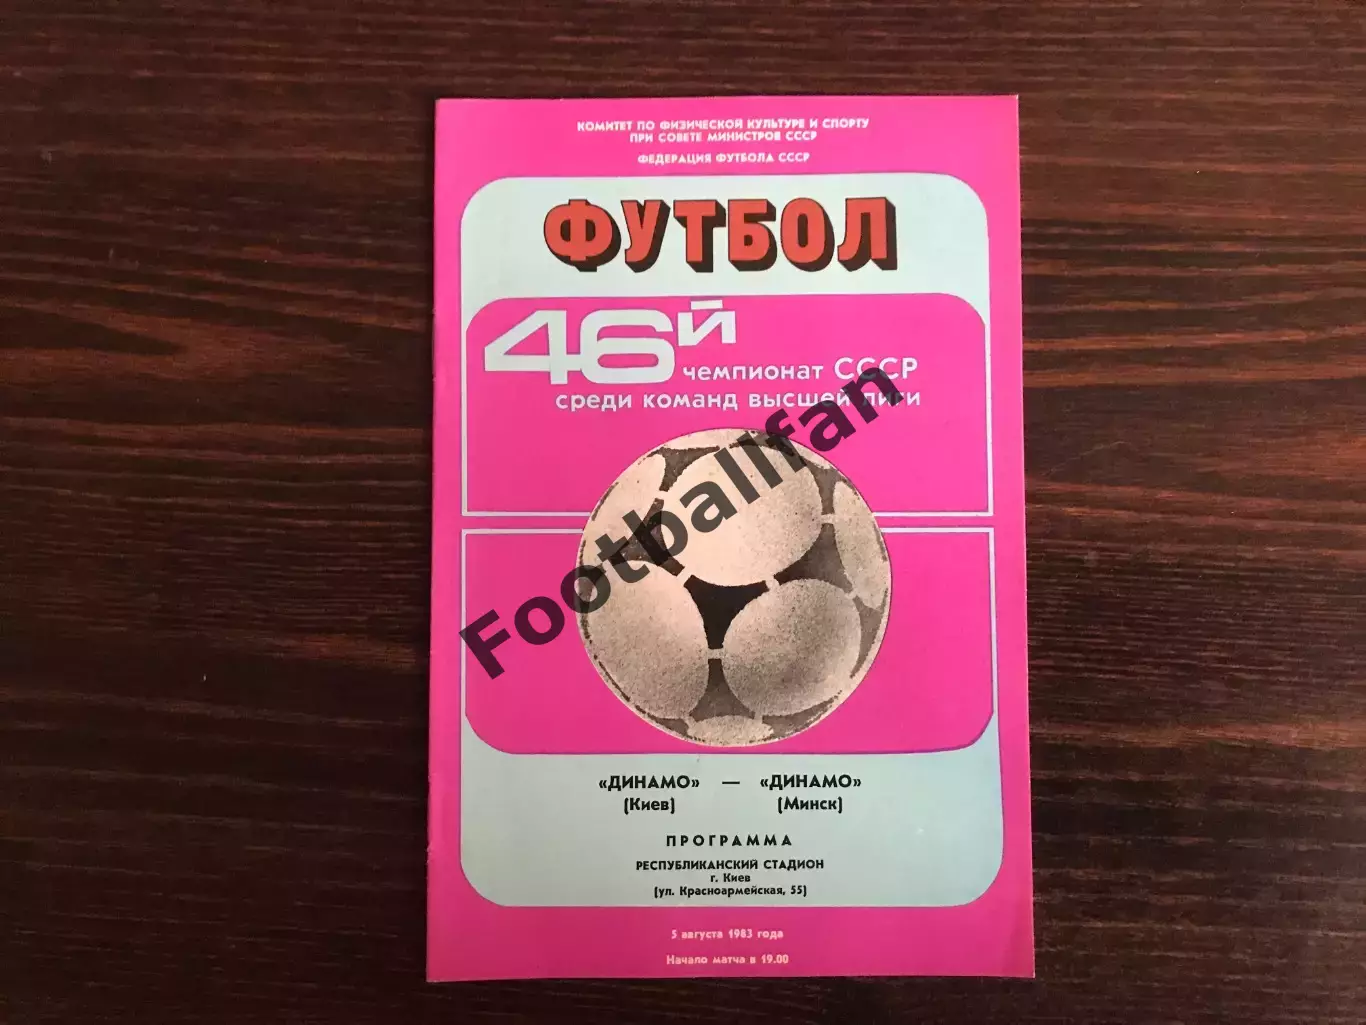 КОМИТЕТ ПО ФИЗИЧЕСКОЙ КУЛЬТУРЕ И СПОРТУ
ПРИ СОВЕТЕ МИНИСТРОВ СССР
ФЕДЕРАЦИЯ ФУТБОЛА СССР
ФУТБОЛ
46й
чемпионат СССР
среди команд высшей лиги
Footballfan
«ДИНАМО» — «ДИНАМО»
(Киев) (Минск)
ПРОГРАММА
РЕСПУБЛИКАНСКИЙ СТАДИОН
г. Киев
(ул. Красноармейская, 55)
5 августа 1983 года
Начало матча в 19.00